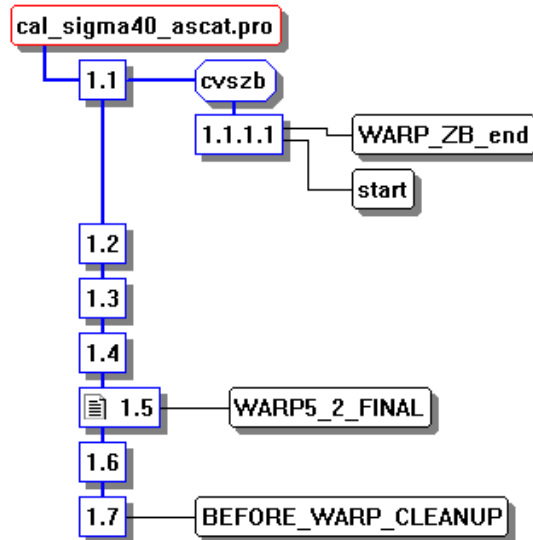 cal_sigma40_ascat.pro
1.1
cvszb
1.1.1.1
WARP_ZB_end
start
1.2
1.3
1.4
1.5
WARP5_2_FINAL
1.6
1.7
BEFORE_WARP_CLEANUP